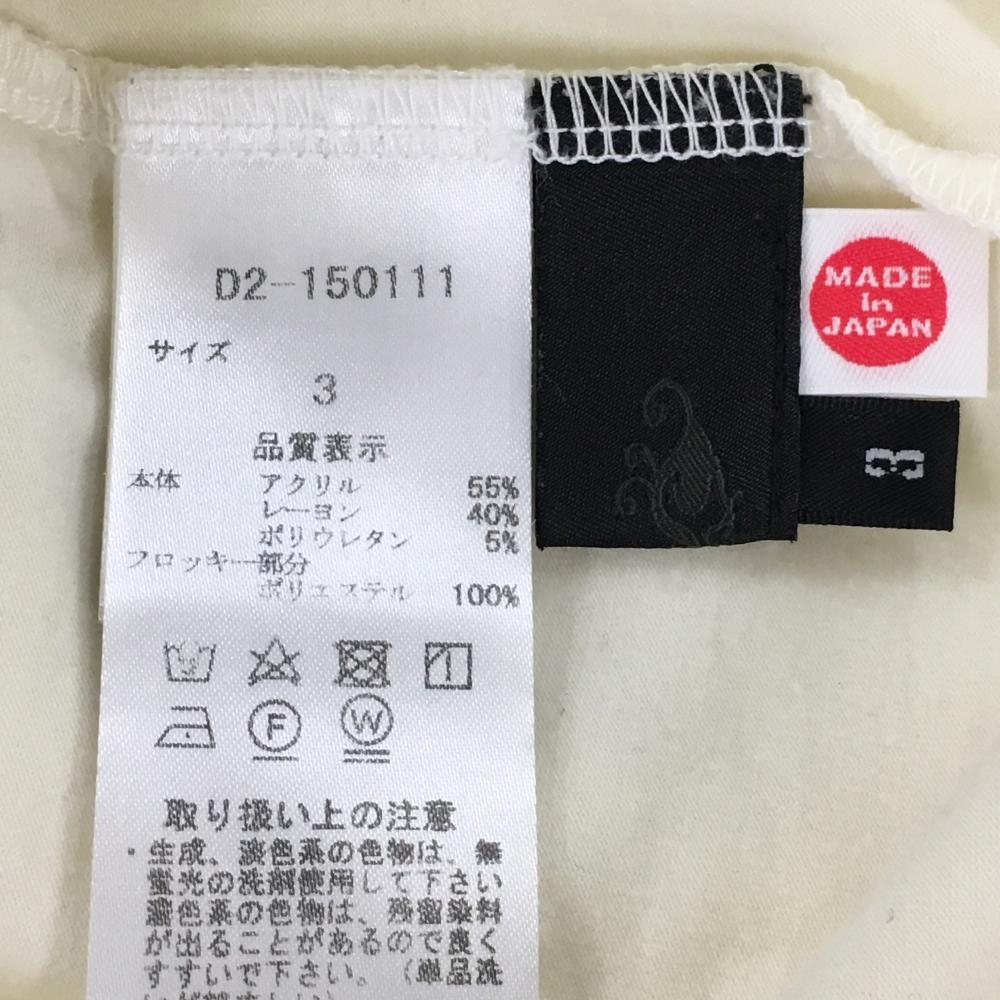 D2-150111
サイズ
3
品質表示
本体 アクリル 55%
レーヨン 40%
ポリウレタン 5%
フロッキー部分
ポリエステル 100%
F
W
取り扱い上の注意
・生成、淡色系の色物は、無
蛍光の洗剤使用して下さい
濃色系の色物は、残留染料
が出ることがあるので良く
すすいで下さい。（単品洗
MADE
in
JAPAN
3